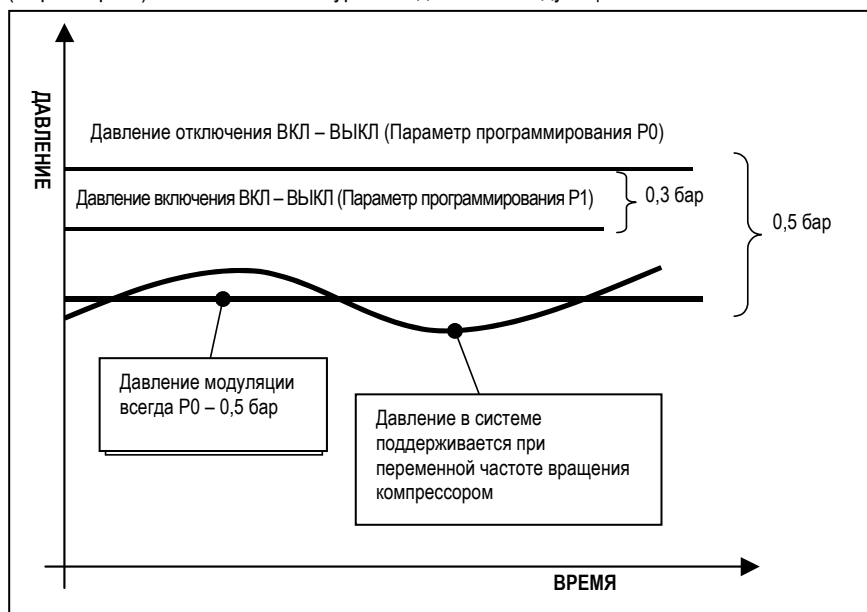 ДАВЛЕНИЕ
Давление отключения ВКЛ – ВЫКЛ (Параметр программирования P0)
Давление включения ВКЛ – ВЫКЛ (Параметр программирования P1)
0,3 бар
0,5 бар
Давление модуляции
всегда P0 – 0,5 бар
Давление в системе
поддерживается при
переменной частоте вращения
компрессором
ВРЕМЯ